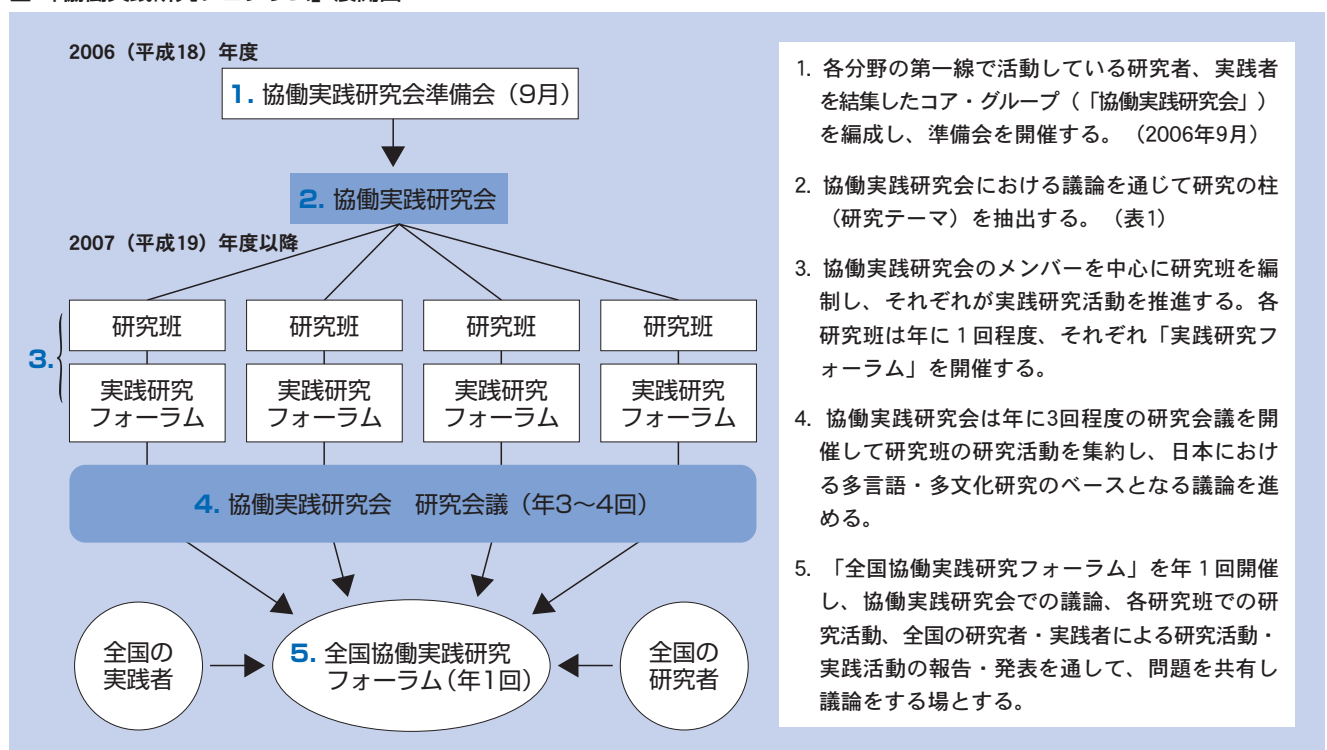 2006（平成18）年度
1. 協働実践研究会準備会（9月）
2. 協働実践研究会
2007（平成19）年度以降
3.
研究班
研究班
研究班
研究班
実践研究
フォーラム
実践研究
フォーラム
実践研究
フォーラム
実践研究
フォーラム
4. 協働実践研究会　研究会議（年3～4回）
全国の
実践者
5. 全国協働実践研究
フォーラム（年1回）
全国の
研究者
1. 各分野の第一線で活動している研究者、実践者
を結集したコア・グループ（「協働実践研究会」）
を編成し、準備会を開催する。（2006年9月）
2. 協働実践研究会における議論を通じて研究の柱
（研究テーマ）を抽出する。（表1）
3. 協働実践研究会のメンバーを中心に研究班を編
制し、それぞれが実践研究活動を推進する。各
研究班は年に１回程度、それぞれ「実践研究フ
ォーラム」を開催する。
4. 協働実践研究会は年に3回程度の研究会議を開
催して研究班の研究活動を集約し、日本におけ
る多言語・多文化研究のベースとなる議論を進
める。
5. 「全国協働実践研究フォーラム」を年１回開催
し、協働実践研究会での議論、各研究班での研
究活動、全国の研究者・実践者による研究活動・
実践活動の報告・発表を通して、問題を共有し
議論をする場とする。